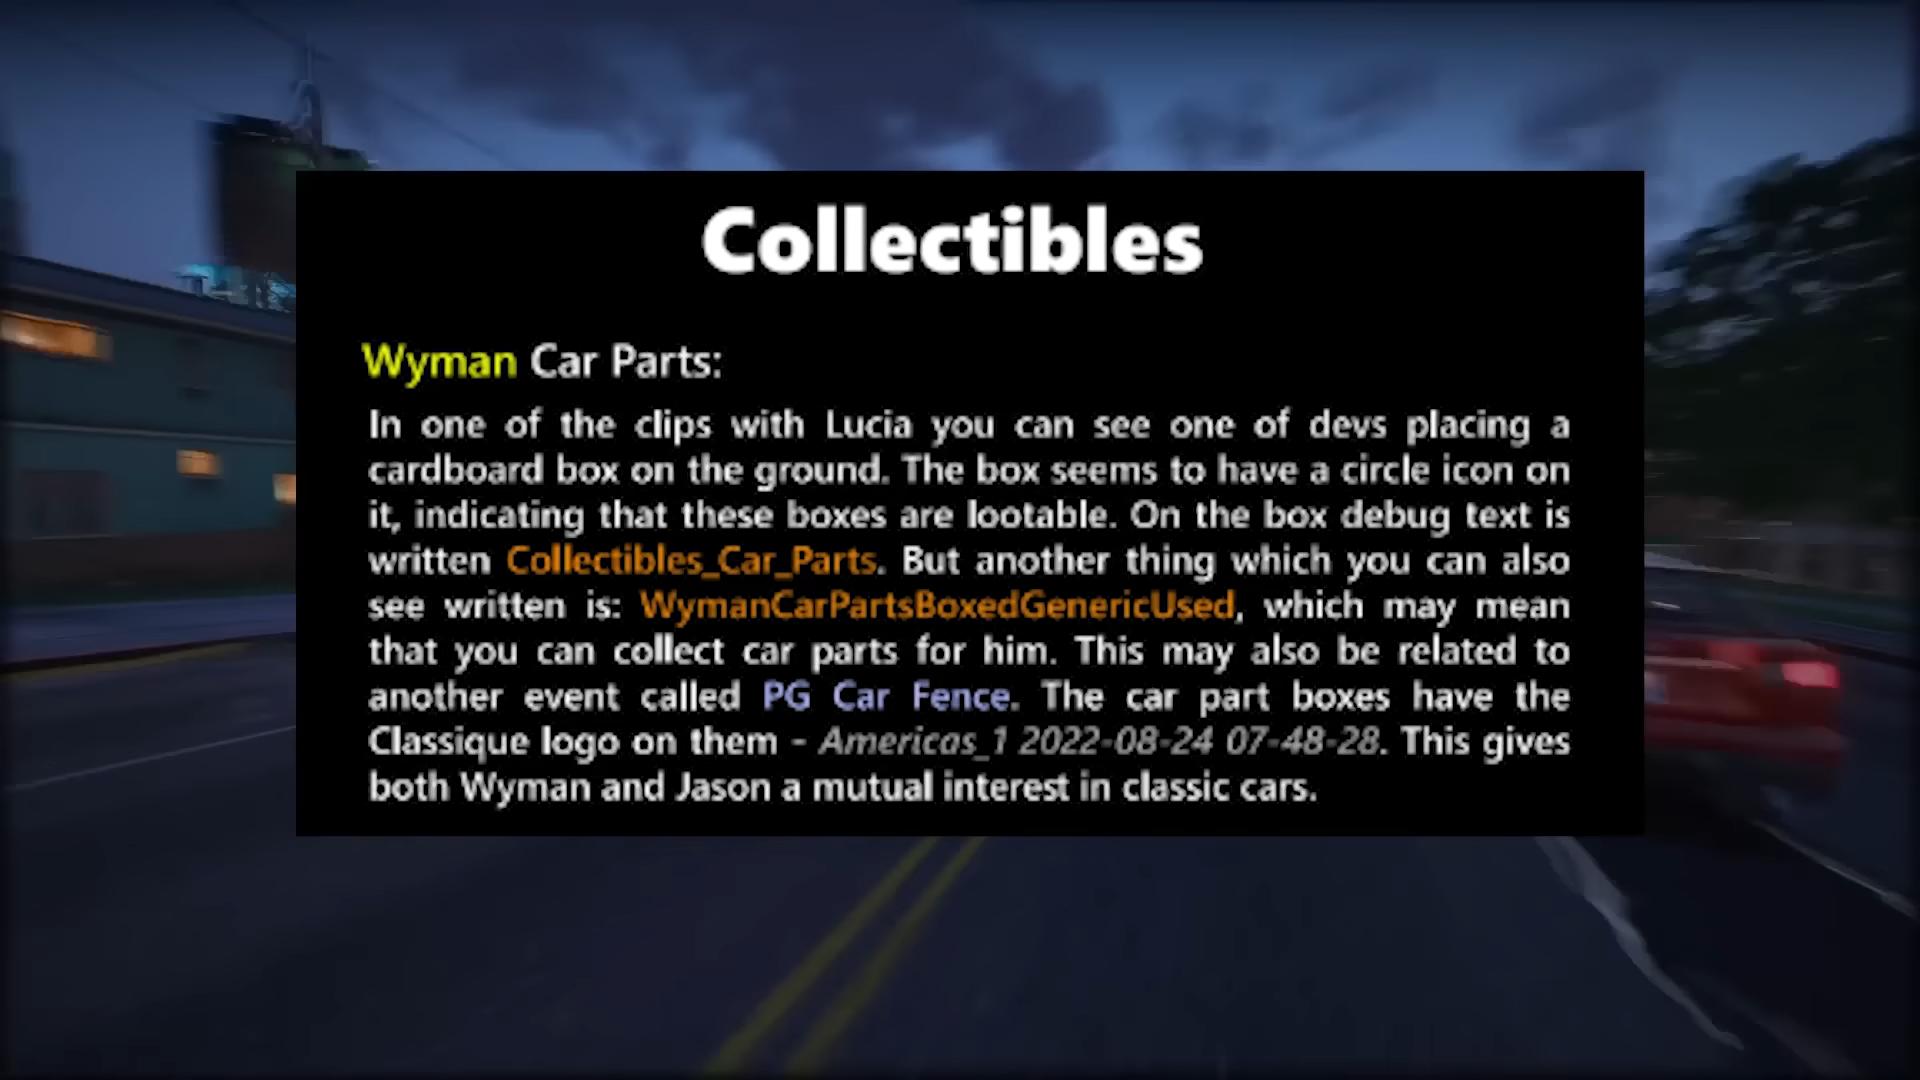 Collectibles
Wyman Car Parts:
In one of the clips with Lucia you can see one of devs placing a
cardboard box on the ground. The box seems to have a circle icon on
it, indicating that these boxes are lootable. On the box debug text is
written Collectibles_Car_Parts. But another thing which you can also
see written is: WymanCarPartsBoxedGenericUsed, which may mean
that you can collect car parts for him. This may also be related to
another event called PG Car Fence. The car part boxes have the
Classique logo on them - Americas_1 2022-08-24 07-48-28. This gives
both Wyman and Jason a mutual interest in classic cars.